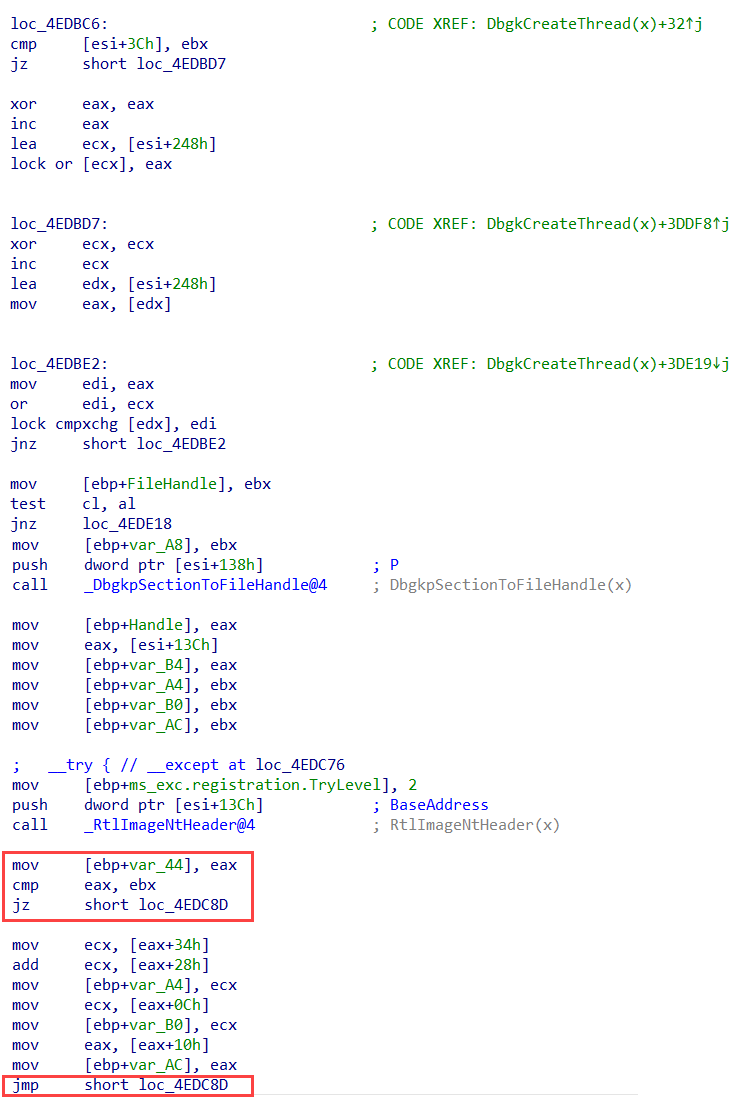 loc_4EDBC6: ; CODE XREF: DbgkCreateThread(x)+32↑j
cmp [esi+3Ch], ebx
jz short loc_4EDBD7
xor eax, eax
inc eax
lea ecx, [esi+248h]
lock or [ecx], eax
loc_4EDBD7: ; CODE XREF: DbgkCreateThread(x)+3DDF8↑j
xor ecx, ecx
inc ecx
lea edx, [esi+248h]
mov eax, [edx]
loc_4EDBE2: ; CODE XREF: DbgkCreateThread(x)+3DE19↓j
mov edi, eax
or edi, ecx
lock cmpxchg [edx], edi
jnz short loc_4EDBE2
mov [ebp+FileHandle], ebx
test cl, al
jnz loc_4EDE18
mov [ebp+var_A8], ebx
push dword ptr [esi+138h] ; P
call _DbgkpSectionToFileHandle@4 ; DbgkpSectionToFileHandle(x)
mov [ebp+Handle], eax
mov eax, [esi+13Ch]
mov [ebp+var_B4], eax
mov [ebp+var_A4], ebx
mov [ebp+var_B0], ebx
mov [ebp+var_AC], ebx
; __try { // __except at loc_4EDC76
mov [ebp+ms_exc.registration.TryLevel], 2
push dword ptr [esi+13Ch] ; BaseAddress
call _RtlImageNtHeader@4 ; RtlImageNtHeader(x)
mov [ebp+var_44], eax
cmp eax, ebx
jz short loc_4EDC8D
mov ecx, [eax+34h]
add ecx, [eax+28h]
mov [ebp+var_A4], ecx
mov ecx, [eax+0Ch]
mov [ebp+var_B0], ecx
mov eax, [eax+10h]
mov [ebp+var_AC], eax
jmp short loc_4EDC8D